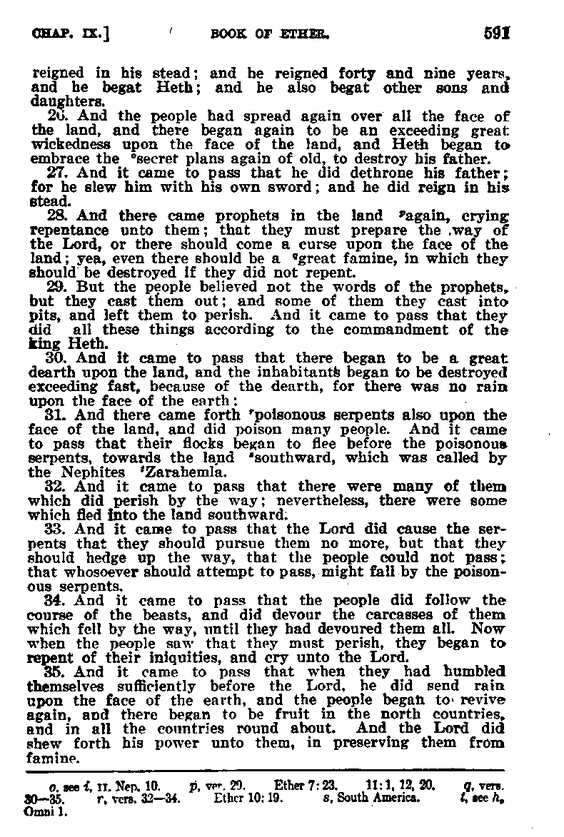 CHAP. IX.] BOOK OF ETHER. 591
reigned in his stead; and he reigned forty and nine years,
and he begat Heth; and he also begat other sons and
daughters.
26. And the people had spread again over all the face of
the land, and there began again to be an exceeding great
wickedness upon the face of the land, and Heth began to
embrace the ᵒsecret plans again of old, to destroy his father.
27. And it came to pass that he did dethrone his father;
for he slew him with his own sword; and he did reign in his
stead.
28. And there came prophets in the land ᵖagain, crying
repentance unto them; that they must prepare the .way of
the Lord, or there should come a curse upon the face of the
land; yea, even there should be a ᑫgreat famine, in which they
should be destroyed if they did not repent.
29. But the people believed not the words of the prophets,
but they cast them out; and some of them they cast into
pits, and left them to perish. And it came to pass that they
did all these things according to the commandment of the
king Heth.
30. And it came to pass that there began to be a great
dearth upon the land, and the inhabitants began to be destroyed
exceeding fast, because of the dearth, for there was no rain
upon the face of the earth;
31. And there came forth ʳpoisonous serpents also upon the
face of the land, and did poison many people. And it came
to pass that their flocks began to flee before the poisonous
serpents, towards the land ˢsouthward, which was called by
the Nephites ᵗZarahemla.
32. And it came to pass that there were many of them
which did perish by the way; nevertheless, there were some
which fled into the land southward.
33. And it came to pass that the Lord did cause the ser-
pents that they should pursue them no more, but that they
should hedge up the way, that the people could not pass;
that whosoever should attempt to pass, might fall by the poison-
ous serpents.
34. And it came to pass that the people did follow the
course of the beasts, and did devour the carcasses of them
which fell by the way, until they had devoured them all. Now
when the people saw that they must perish, they began to
repent of their iniquities, and cry unto the Lord.
35. And it came to pass that when they had humbled
themselves sufficiently before the Lord, he did send rain
upon the face of the earth, and the people began to revive
again, and there began to be fruit in the north countries,
and in all the countries round about. And the Lord did
shew forth his power unto them, in preserving them from
famine.
o, see i, II. Nep. 10. p, ver. 29. Ether 7:23. 11:1, 12, 20. q, vers.
30—35. r, vers. 32—34. Ether 10:19. s, South America. t, see h,
Omni 1.